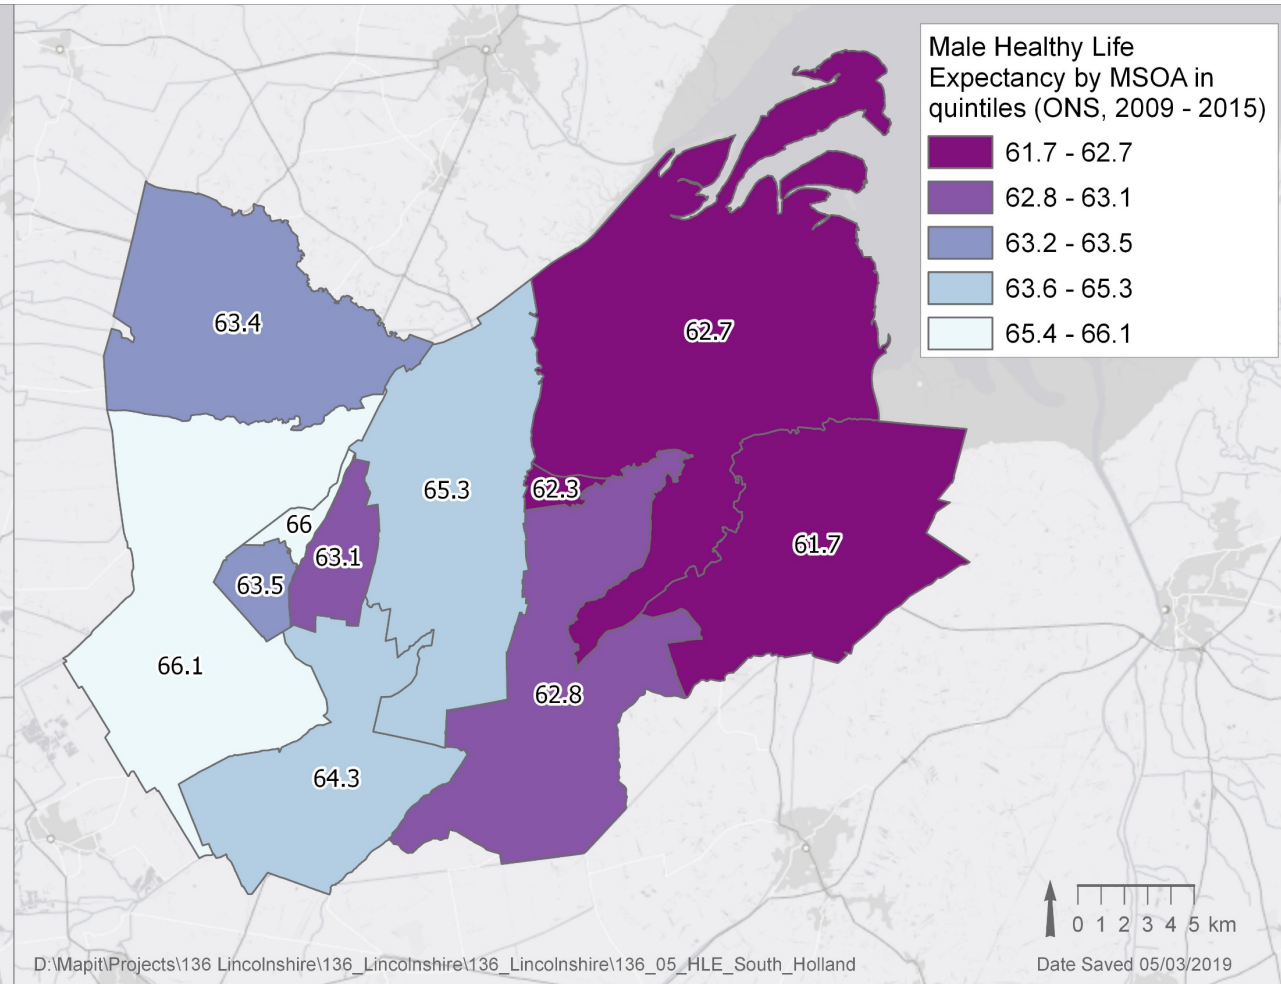 Male Healthy Life
Expectancy by MSOA in
quintiles (ONS, 2009 - 2015)
61.7 - 62.7
62.8 - 63.1
63.2 - 63.5
63.6 - 65.3
65.4 - 66.1
63.4
62.7
65.3
62.3
66
63.1
61.7
63.5
66.1
62.8
64.3
0 1 2 3 4 5 km
D:\Mapit\Projects\136 Lincolnshire\136_Lincolnshire\136_Lincolnshire\136_05_HLE_South_Holland
Date Saved 05/03/2019